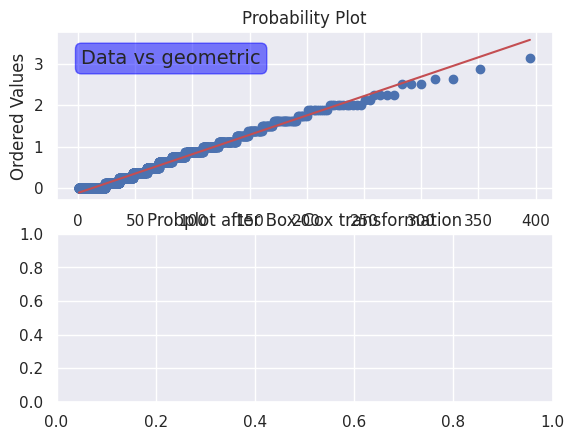 Probability Plot
Data vs geometric
Ordered Values
3
2
1
0
0 50 100 150 200 250 300 350 400
Probplot after Box-Cox transformation
1.0
0.8
0.6
0.4
0.2
0.0
0.0 0.2 0.4 0.6 0.8 1.0